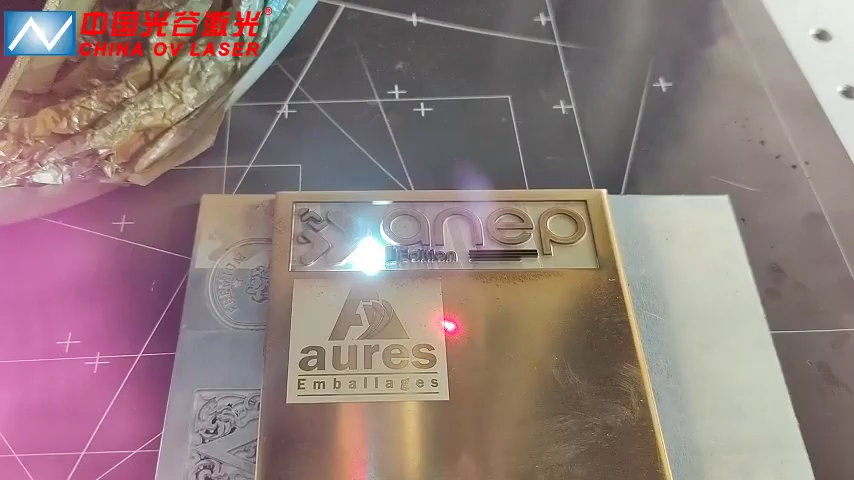 中国光谷激光®
CHINA OV LASER
anep
Edition
aures
Emballages